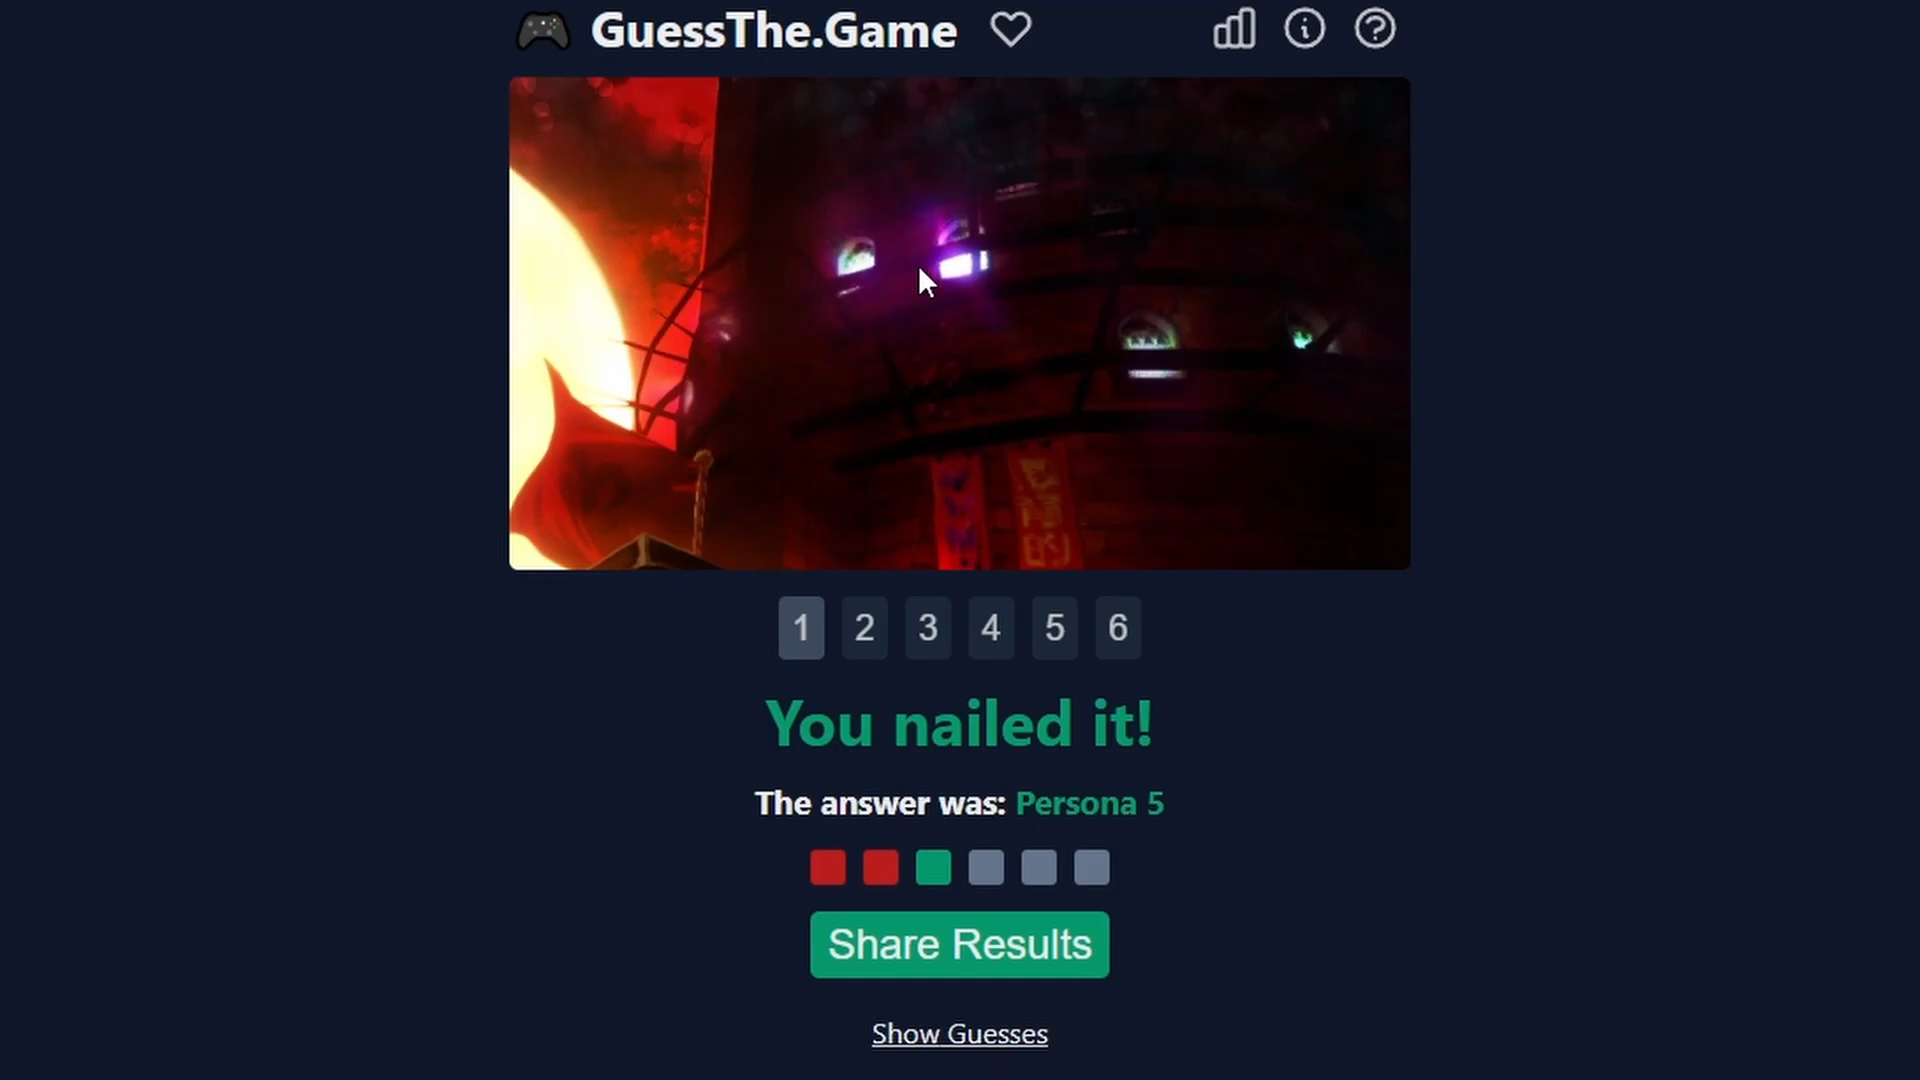 GuessThe.Game
1 2 3 4 5 6
You nailed it!
The answer was: Persona 5
Share Results
Show Guesses